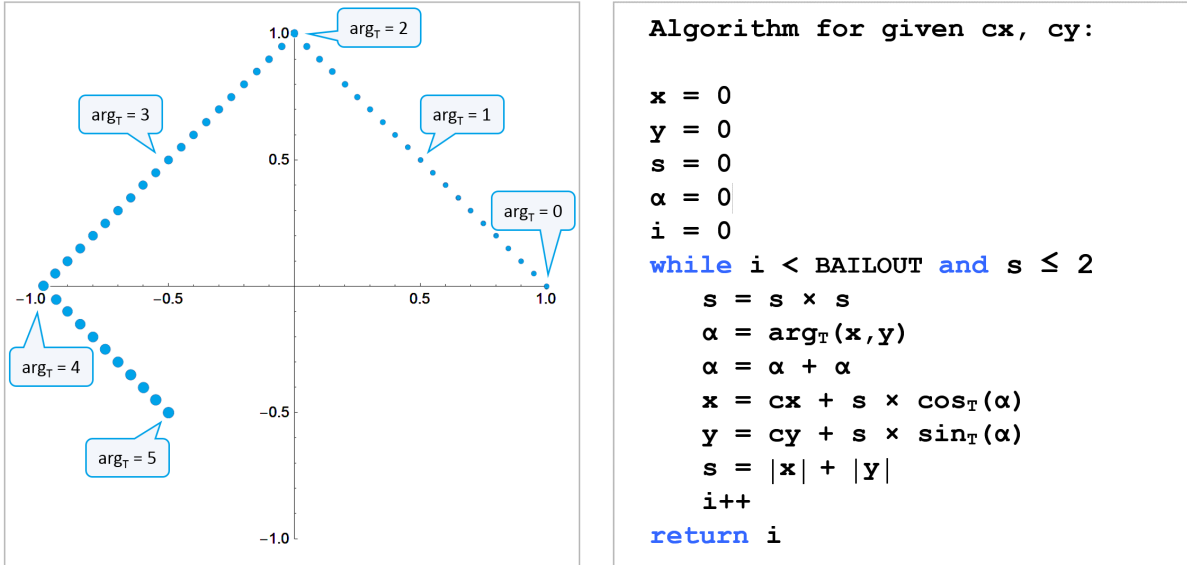 1.0
arg_T = 2
arg_T = 3
arg_T = 1
0.5
arg_T = 0
−1.0
−0.5
0.5
1.0
arg_T = 4
−0.5
arg_T = 5
−1.0
Algorithm for given cx, cy:
x = 0
y = 0
s = 0
α = 0
i = 0
while i < BAILOUT and s ≤ 2
s = s × s
α = arg_T(x,y)
α = α + α
x = cx + s × cos_T(α)
y = cy + s × sin_T(α)
s = |x| + |y|
i++
return i